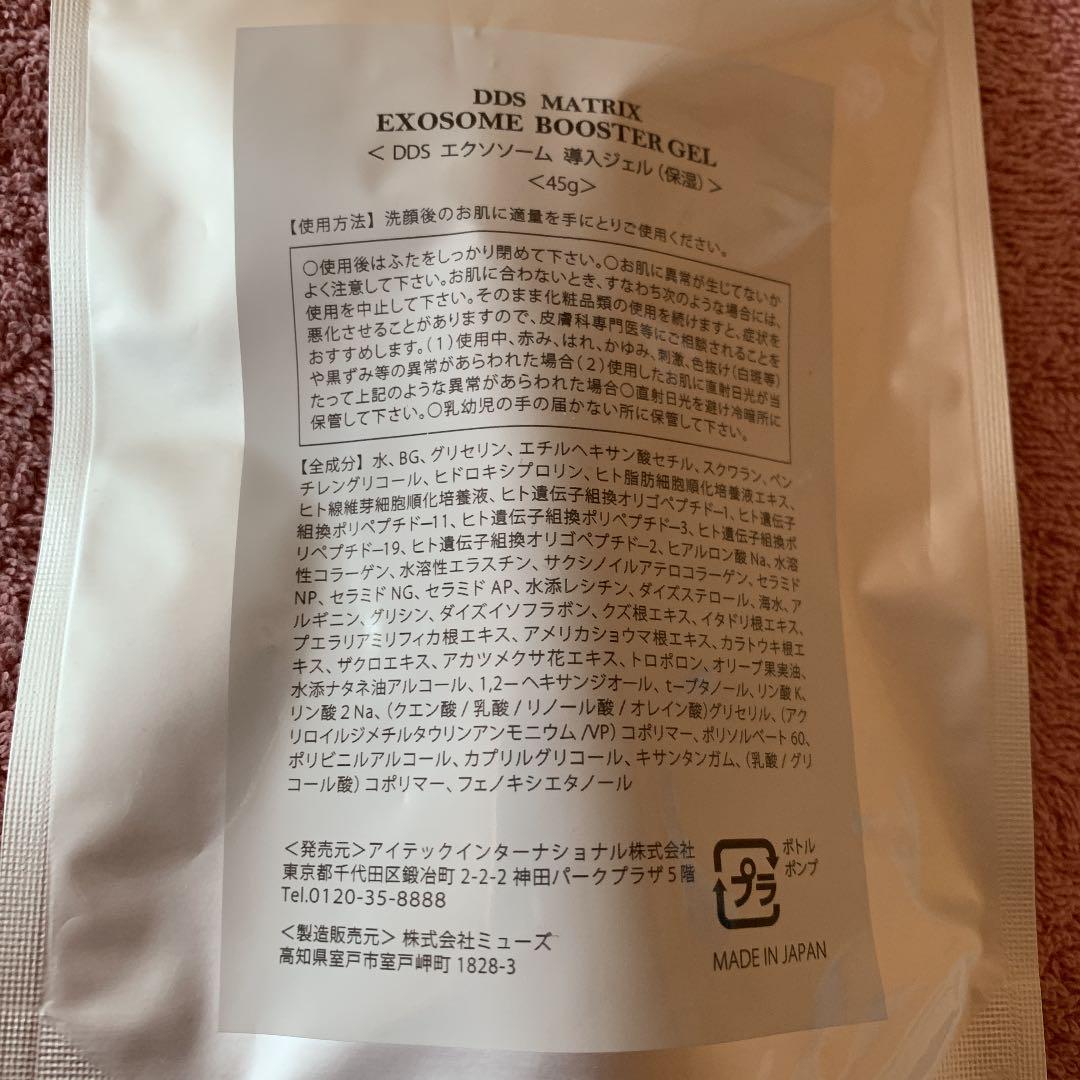 DDS MATRIX
EXOSOME BOOSTER GEL
＜DDS エクソソーム 導入ジェル（保湿）＞
＜45g＞
【使用方法】洗顔後のお肌に適量を手にとりご使用ください。
○使用後はふたをしっかり閉めて下さい。○お肌に異常が生じてないか
よく注意して下さい。お肌に合わないとき、すなわち次のような場合には、
使用を中止して下さい。そのまま化粧品類の使用を続けますと、症状を
悪化させることがありますので、皮膚科専門医等にご相談されることを
おすすめします。（1）使用中、赤み、はれ、かゆみ、刺激、色抜け（白斑等）
や黒ずみ等の異常があらわれた場合（2）使用したお肌に直射日光が当
たって上記のような異常があらわれた場合○直射日光を避け冷暗所に
保管して下さい。○乳幼児の手の届かない所に保管して下さい。
【全成分】水、BG、グリセリン、エチルヘキサン酸セチル、スクワラン、ペン
チレングリコール、ヒドロキシプロリン、ヒト脂肪細胞順化培養液エキス、
ヒト線維芽細胞順化培養液、ヒト遺伝子組換オリゴペプチド–1、ヒト遺伝子
組換ポリペプチド–11、ヒト遺伝子組換ポリペプチド–3、ヒト遺伝子組換ポ
リペプチド–19、ヒト遺伝子組換オリゴペプチド–2、ヒアルロン酸Na、水溶
性コラーゲン、水溶性エラスチン、サクシノイルアテロコラーゲン、セラミド
NP、セラミドNG、セラミドAP、水添レシチン、ダイズステロール、海水、ア
ルギニン、グリシン、ダイズイソフラボン、クズ根エキス、イタドリ根エキス、
プエラリアミリフィカ根エキス、アメリカショウマ根エキス、カラトウキ根エ
キス、ザクロエキス、アカツメクサ花エキス、トロポロン、オリーブ果実油、
水添ナタネ油アルコール、1,2–ヘキサンジオール、t–ブタノール、リン酸K、
リン酸2Na、（クエン酸/乳酸/リノール酸/オレイン酸）グリセリル、（アク
リロイルジメチルタウリンアンモニウム/VP）コポリマー、ポリソルベート60、
ポリビニルアルコール、カプリルグリコール、キサンタンガム、（乳酸/グリ
コール酸）コポリマー、フェノキシエタノール
＜発売元＞アイテックインターナショナル株式会社
東京都千代田区鍛冶町2-2-2 神田パークプラザ5階
Tel.0120-35-8888
＜製造販売元＞ 株式会社ミューズ
高知県室戸市室戸岬町1828-3
プラ
ボトル
ポンプ
MADE IN JAPAN